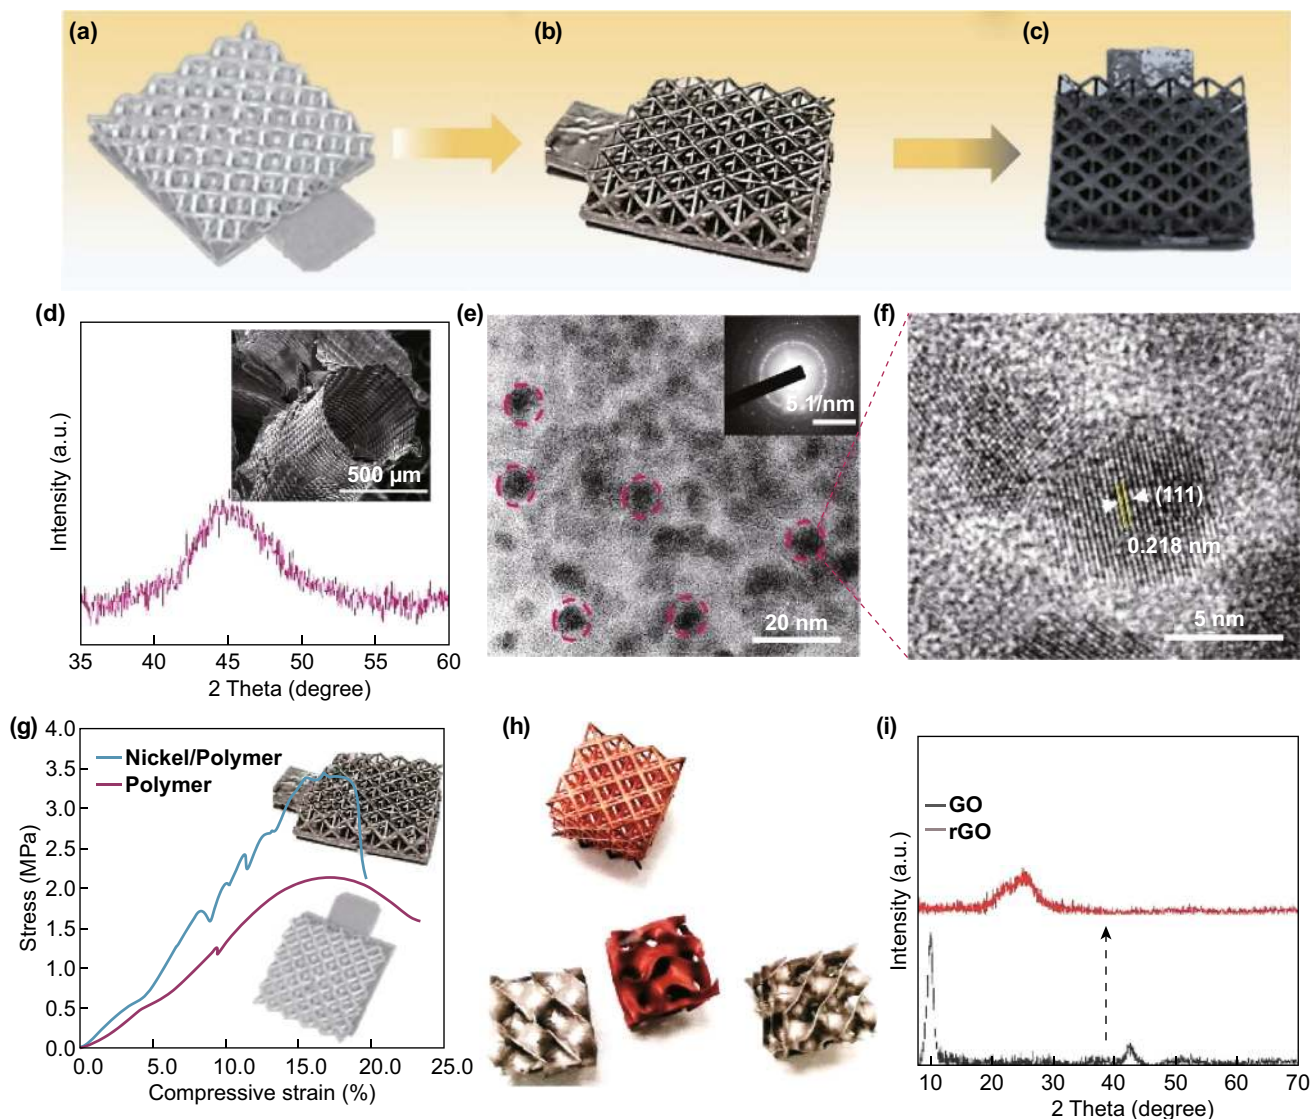 (a)
(b)
(c)
(d)
Intensity (a.u.)
500 µm
35 40 45 50 55 60
2 Theta (degree)
(e)
5 1/nm
20 nm
(f)
(111)
0.218 nm
5 nm
(g)
Stress (MPa)
4.0
3.5
3.0
2.5
2.0
1.5
1.0
0.5
0.0
Nickel/Polymer
Polymer
0.0 5.0 10.0 15.0 20.0 25.0
Compressive strain (%)
(h)
(i)
Intensity (a.u.)
GO
rGO
10 20 30 40 50 60 70
2 Theta (degree)